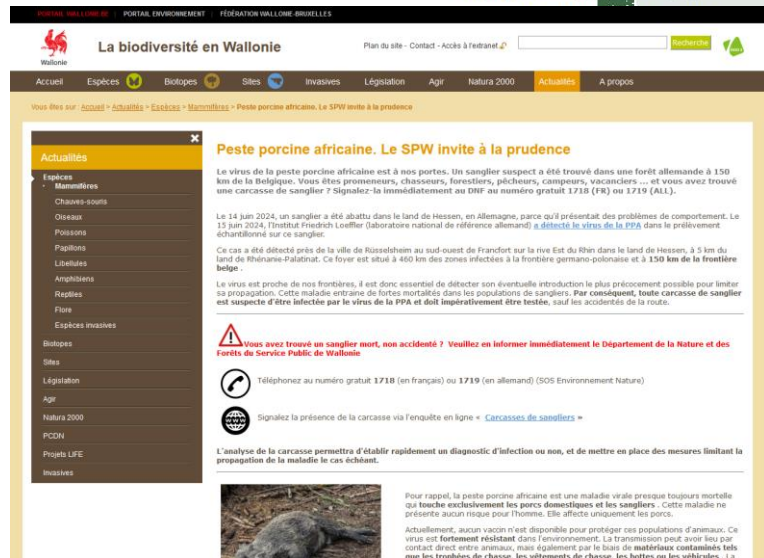 PORTAIL WALLONIE.BE PORTAIL ENVIRONNEMENT FÉDÉRATION WALLONIE-BRUXELLES
Wallonie
La biodiversité en Wallonie
Plan du site - Contact - Accès à l'extranet
Recherche
Accueil Espèces Biotopes Sites Invasives Législation Agir Natura 2000 Actualités A propos
Vous êtes sur : Accueil > Actualités > Espèces > Mammifères > Peste porcine africaine. Le SPW invite à la prudence
Actualités
Espèces
Mammifères
Chauves-souris
Oiseaux
Poissons
Papillons
Libellules
Amphibiens
Reptiles
Flore
Espèces invasives
Biotopes
Sites
Législation
Agir
Natura 2000
PCDN
Projets LIFE
Invasives
Peste porcine africaine. Le SPW invite à la prudence
Le virus de la peste porcine africaine est à nos portes. Un sanglier suspect a été trouvé dans une forêt allemande à 150
km de la Belgique. Vous êtes promeneurs, chasseurs, forestiers, pêcheurs, campeurs, vacanciers ... et vous avez trouvé
une carcasse de sanglier ? Signalez-la immédiatement au DNF au numéro gratuit 1718 (FR) ou 1719 (ALL).
Le 14 juin 2024, un sanglier a été abattu dans le land de Hessen, en Allemagne, parce qu'il présentait des problèmes de comportement. Le
15 juin 2024, l'Institut Friedrich Loeffler (laboratoire national de référence allemand) a détecté le virus de la PPA dans le prélèvement
échantillonné sur ce sanglier.
Ce cas a été détecté près de la ville de Rüsselsheim au sud-ouest de Francfort sur la rive Est du Rhin dans le land de Hessen, à 5 km du
land de Rhénanie-Palatinat. Ce foyer est situé à 460 km des zones infectées à la frontière germano-polonaise et à 150 km de la frontière
belge .
Le virus est proche de nos frontières, il est donc essentiel de détecter son éventuelle introduction le plus précocement possible pour limiter
sa propagation. Cette maladie entraine de fortes mortalités dans les populations de sangliers. Par conséquent, toute carcasse de sanglier
est suspecte d'être infectée par le virus de la PPA et doit impérativement être testée, sauf les accidentés de la route.
Vous avez trouvé un sanglier mort, non accidenté ? Veuillez en informer immédiatement le Département de la Nature et des
Forêts du Service Public de Wallonie
Téléphonez au numéro gratuit 1718 (en français) ou 1719 (en allemand) (SOS Environnement Nature)
Signalez la présence de la carcasse via l'enquête en ligne « Carcasses de sangliers »
L'analyse de la carcasse permettra d'établir rapidement un diagnostic d'infection ou non, et de mettre en place des mesures limitant la
propagation de la maladie le cas échéant.
Pour rappel, la peste porcine africaine est une maladie virale presque toujours mortelle
qui touche exclusivement les porcs domestiques et les sangliers . Cette maladie ne
présente aucun risque pour l'homme. Elle affecte uniquement les porcs.
Actuellement, aucun vaccin n'est disponible pour protéger ces populations d'animaux. Ce
virus est fortement résistant dans l'environnement. La transmission peut avoir lieu par
contact direct entre animaux, mais également par le biais de matériaux contaminés tels
que les trophées de chasse, les vêtements de chasse, les bottes ou les véhicules . La